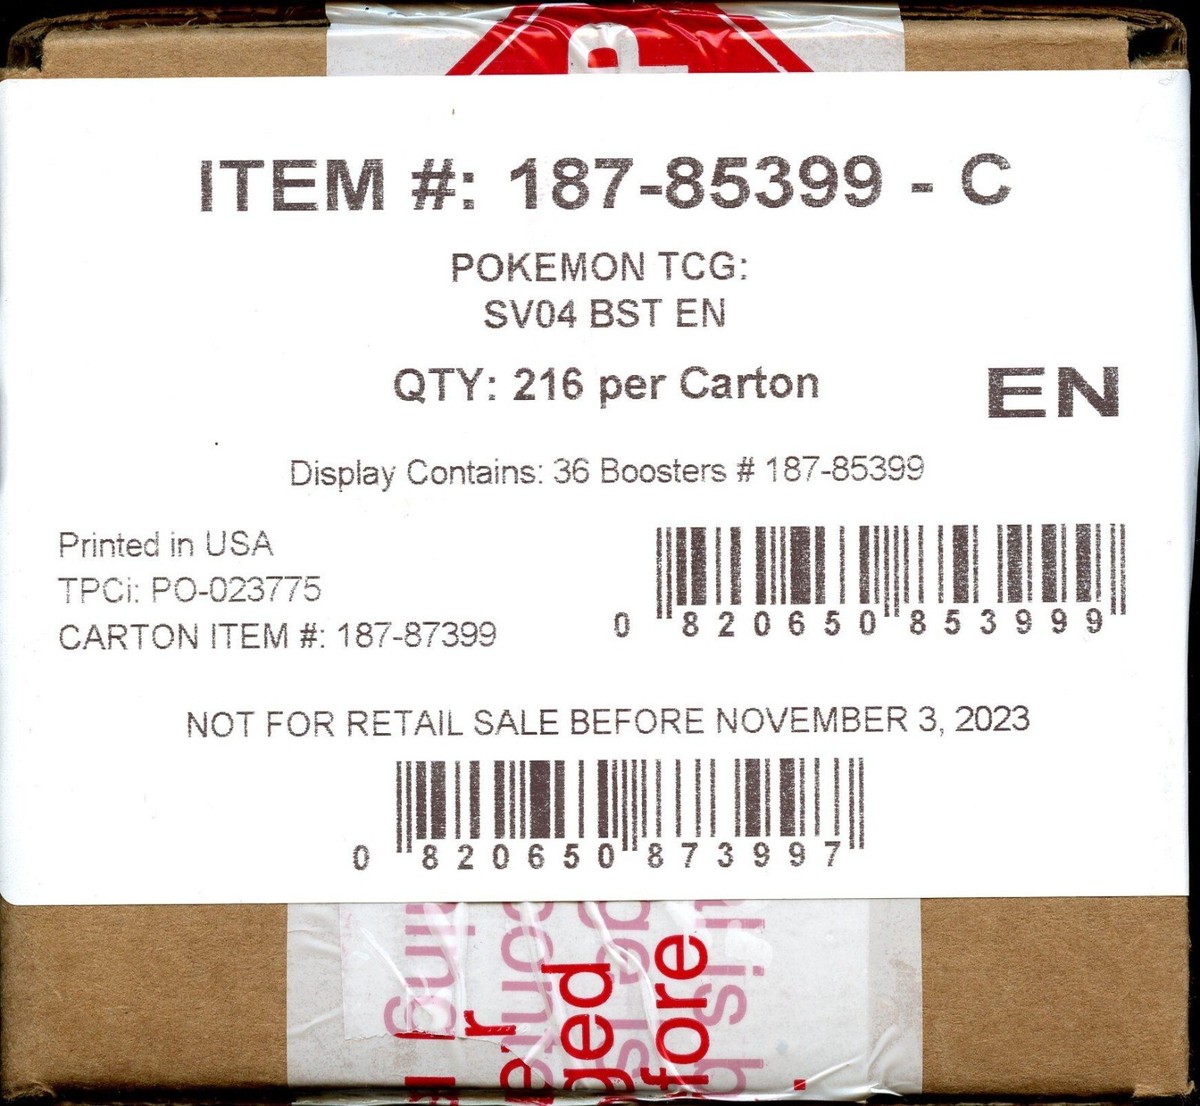 ITEM #: 187-85399 - C
POKEMON TCG:
SV04 BST EN
QTY: 216 per Carton
EN
Display Contains: 36 Boosters # 187-85399
Printed in USA
TPCi: PO-023775
CARTON ITEM #: 187-87399
0 820650 853999
NOT FOR RETAIL SALE BEFORE NOVEMBER 3, 2023
0 820650 873997